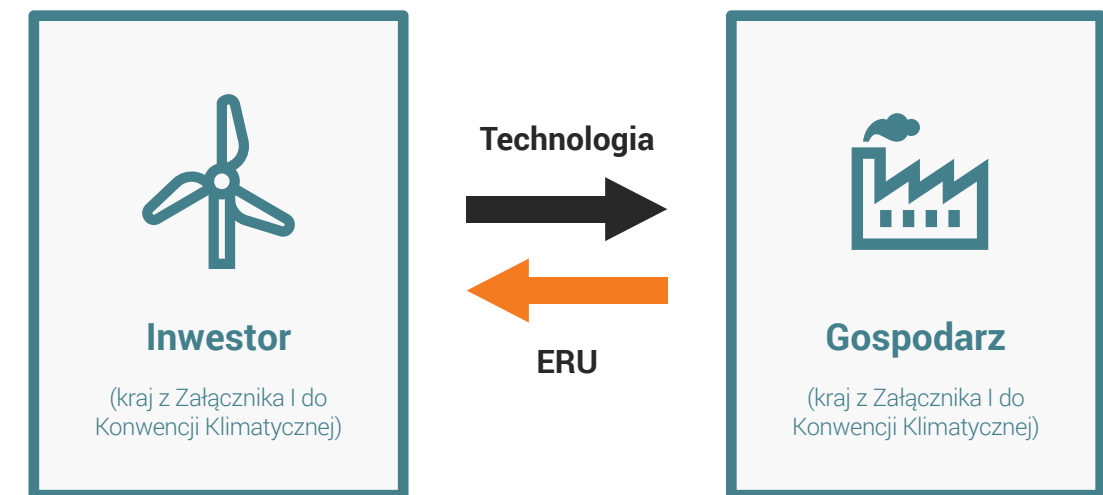 Technologia
Inwestor
(kraj z Załącznika I do
Konwencji Klimatycznej)
ERU
Gospodarz
(kraj z Załącznika I do
Konwencji Klimatycznej)